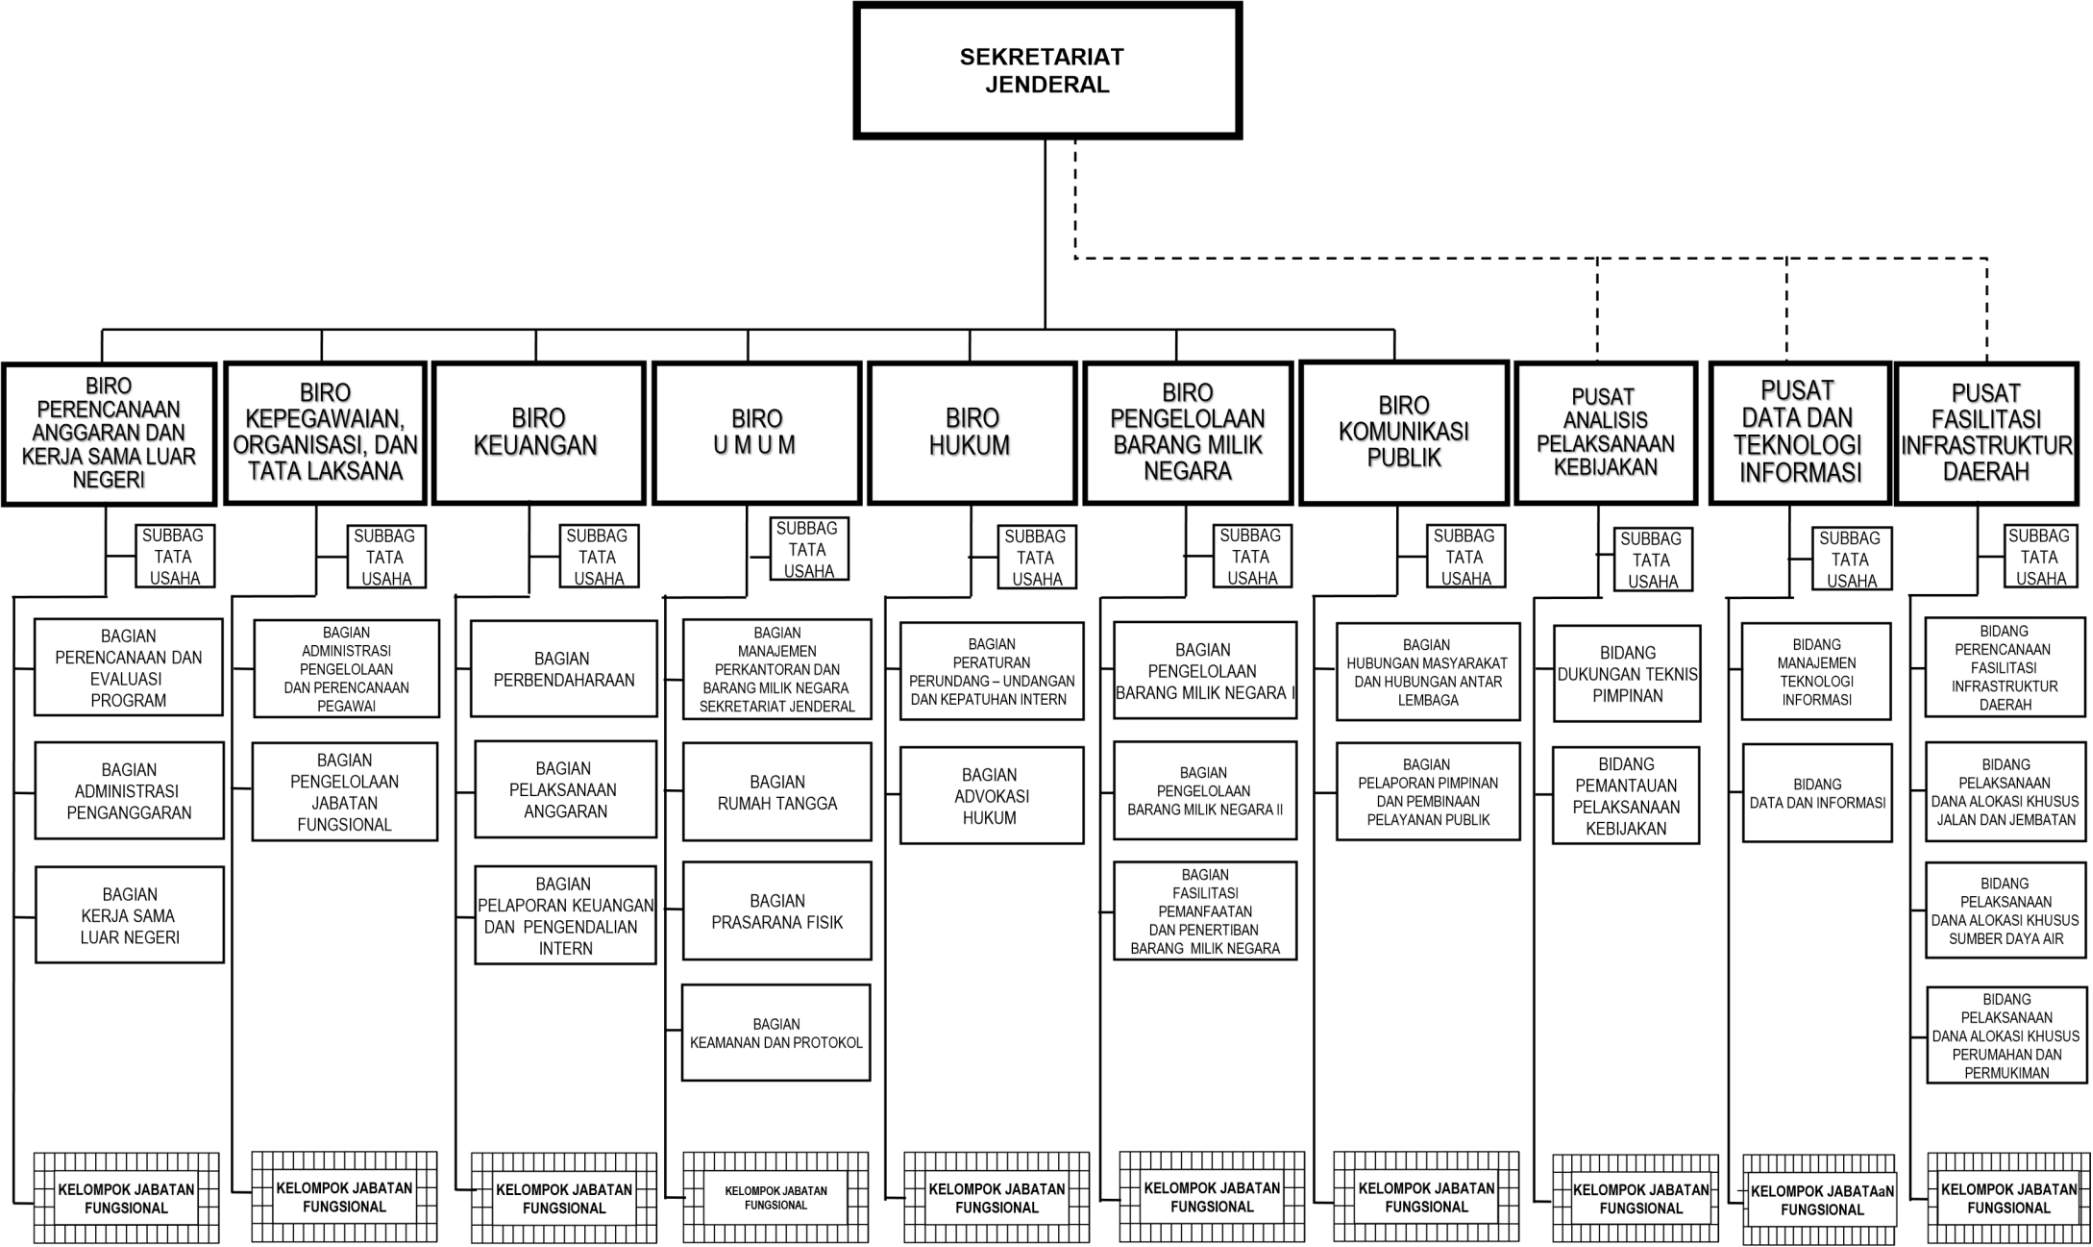 SEKRETARIAT
JENDERAL
BIRO
PERENCANAAN
ANGGARAN DAN
KERJA SAMA LUAR
NEGERI
SUBBAG
TATA
USAHA
BAGIAN
PERENCANAAN DAN
EVALUASI
PROGRAM
BAGIAN
ADMINISTRASI
PENGANGGARAN
BAGIAN
KERJA SAMA
LUAR NEGERI
KELOMPOK JABATAN
FUNGSIONAL
BIRO
KEPEGAWAIAN,
ORGANISASI, DAN
TATA LAKSANA
SUBBAG
TATA
USAHA
BAGIAN
ADMINISTRASI
PENGELOLAAN
DAN PERENCANAAN
PEGAWAI
BAGIAN
PENGELOLAAN
JABATAN
FUNGSIONAL
KELOMPOK JABATAN
FUNGSIONAL
BIRO
KEUANGAN
SUBBAG
TATA
USAHA
BAGIAN
PERBENDAHARAAN
BAGIAN
PELAKSANAAN
ANGGARAN
BAGIAN
PELAPORAN KEUANGAN
DAN PENGENDALIAN
INTERN
KELOMPOK JABATAN
FUNGSIONAL
BIRO
U M U M
SUBBAG
TATA
USAHA
BAGIAN
MANAJEMEN
PERKANTORAN DAN
BARANG MILIK NEGARA
SEKRETARIAT JENDERAL
BAGIAN
RUMAH TANGGA
BAGIAN
PRASARANA FISIK
BAGIAN
KEAMANAN DAN PROTOKOL
KELOMPOK JABATAN
FUNGSIONAL
BIRO
HUKUM
SUBBAG
TATA
USAHA
BAGIAN
PERATURAN
PERUNDANG – UNDANGAN
DAN KEPATUHAN INTERN
BAGIAN
ADVOKASI
HUKUM
KELOMPOK JABATAN
FUNGSIONAL
BIRO
PENGELOLAAN
BARANG MILIK
NEGARA
SUBBAG
TATA
USAHA
BAGIAN
PENGELOLAAN
BARANG MILIK NEGARA I
BAGIAN
PENGELOLAAN
BARANG MILIK NEGARA II
BAGIAN
FASILITASI
PEMANFAATAN
DAN PENERTIBAN
BARANG MILIK NEGARA
KELOMPOK JABATAN
FUNGSIONAL
BIRO
KOMUNIKASI
PUBLIK
SUBBAG
TATA
USAHA
BAGIAN
HUBUNGAN MASYARAKAT
DAN HUBUNGAN ANTAR
LEMBAGA
BAGIAN
PELAPORAN PIMPINAN
DAN PEMBINAAN
PELAYANAN PUBLIK
KELOMPOK JABATAN
FUNGSIONAL
PUSAT
ANALISIS
PELAKSANAAN
KEBIJAKAN
SUBBAG
TATA
USAHA
BIDANG
DUKUNGAN TEKNIS
PIMPINAN
BIDANG
PEMANTAUAN
PELAKSANAAN
KEBIJAKAN
KELOMPOK JABATAN
FUNGSIONAL
PUSAT
DATA DAN
TEKNOLOGI
INFORMASI
SUBBAG
TATA
USAHA
BIDANG
MANAJEMEN
TEKNOLOGI
INFORMASI
BIDANG
DATA DAN INFORMASI
KELOMPOK JABATAaN
FUNGSIONAL
PUSAT
FASILITASI
INFRASTRUKTUR
DAERAH
SUBBAG
TATA
USAHA
BIDANG
PERENCANAAN
FASILITASI
INFRASTRUKTUR
DAERAH
BIDANG
PELAKSANAAN
DANA ALOKASI KHUSUS
JALAN DAN JEMBATAN
BIDANG
PELAKSANAAN
DANA ALOKASI KHUSUS
SUMBER DAYA AIR
BIDANG
PELAKSANAAN
DANA ALOKASI KHUSUS
PERUMAHAN DAN
PERMUKIMAN
KELOMPOK JABATAN
FUNGSIONAL